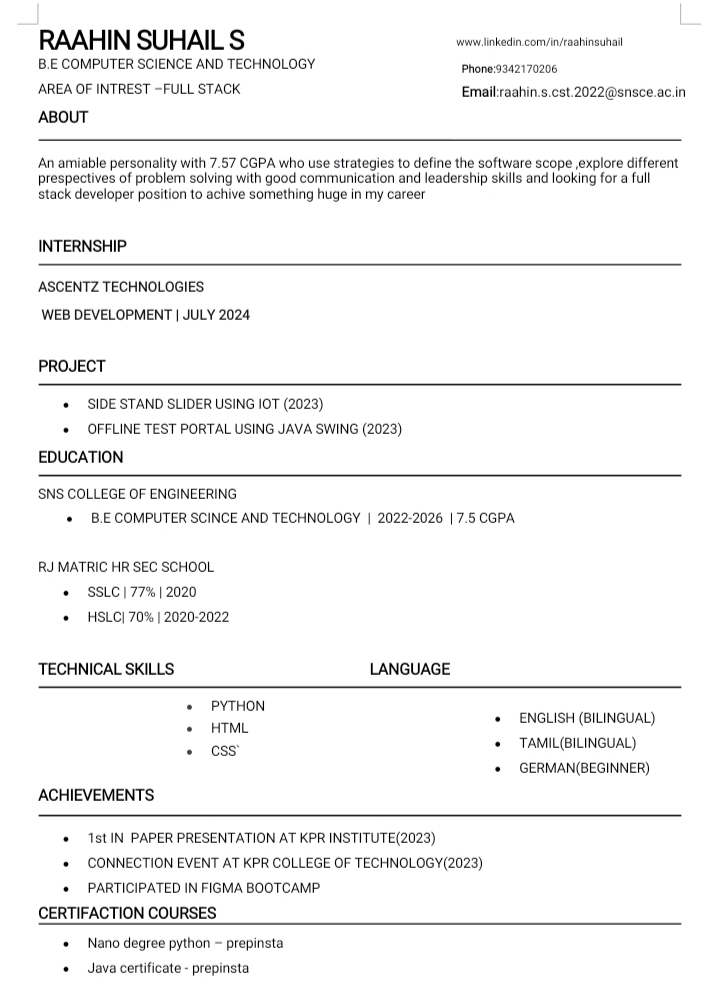 RAAHIN SUHAIL S
www.linkedin.com/in/raahinsuhail
B.E COMPUTER SCIENCE AND TECHNOLOGY
Phone:9342170206
AREA OF INTREST –FULL STACK
Email:raahin.s.cst.2022@snsce.ac.in
ABOUT
An amiable personality with 7.57 CGPA who use strategies to define the software scope ,explore different
prespectives of problem solving with good communication and leadership skills and looking for a full
stack developer position to achive something huge in my career
INTERNSHIP
ASCENTZ TECHNOLOGIES
WEB DEVELOPMENT | JULY 2024
PROJECT
• SIDE STAND SLIDER USING IOT (2023)
• OFFLINE TEST PORTAL USING JAVA SWING (2023)
EDUCATION
SNS COLLEGE OF ENGINEERING
• B.E COMPUTER SCINCE AND TECHNOLOGY | 2022-2026 | 7.5 CGPA
RJ MATRIC HR SEC SCHOOL
• SSLC | 77% | 2020
• HSLC| 70% | 2020-2022
TECHNICAL SKILLS
• PYTHON
• HTML
• CSS`
LANGUAGE
• ENGLISH (BILINGUAL)
• TAMIL(BILINGUAL)
• GERMAN(BEGINNER)
ACHIEVEMENTS
• 1st IN PAPER PRESENTATION AT KPR INSTITUTE(2023)
• CONNECTION EVENT AT KPR COLLEGE OF TECHNOLOGY(2023)
• PARTICIPATED IN FIGMA BOOTCAMP
CERTIFACTION COURSES
• Nano degree python – prepinsta
• Java certificate - prepinsta